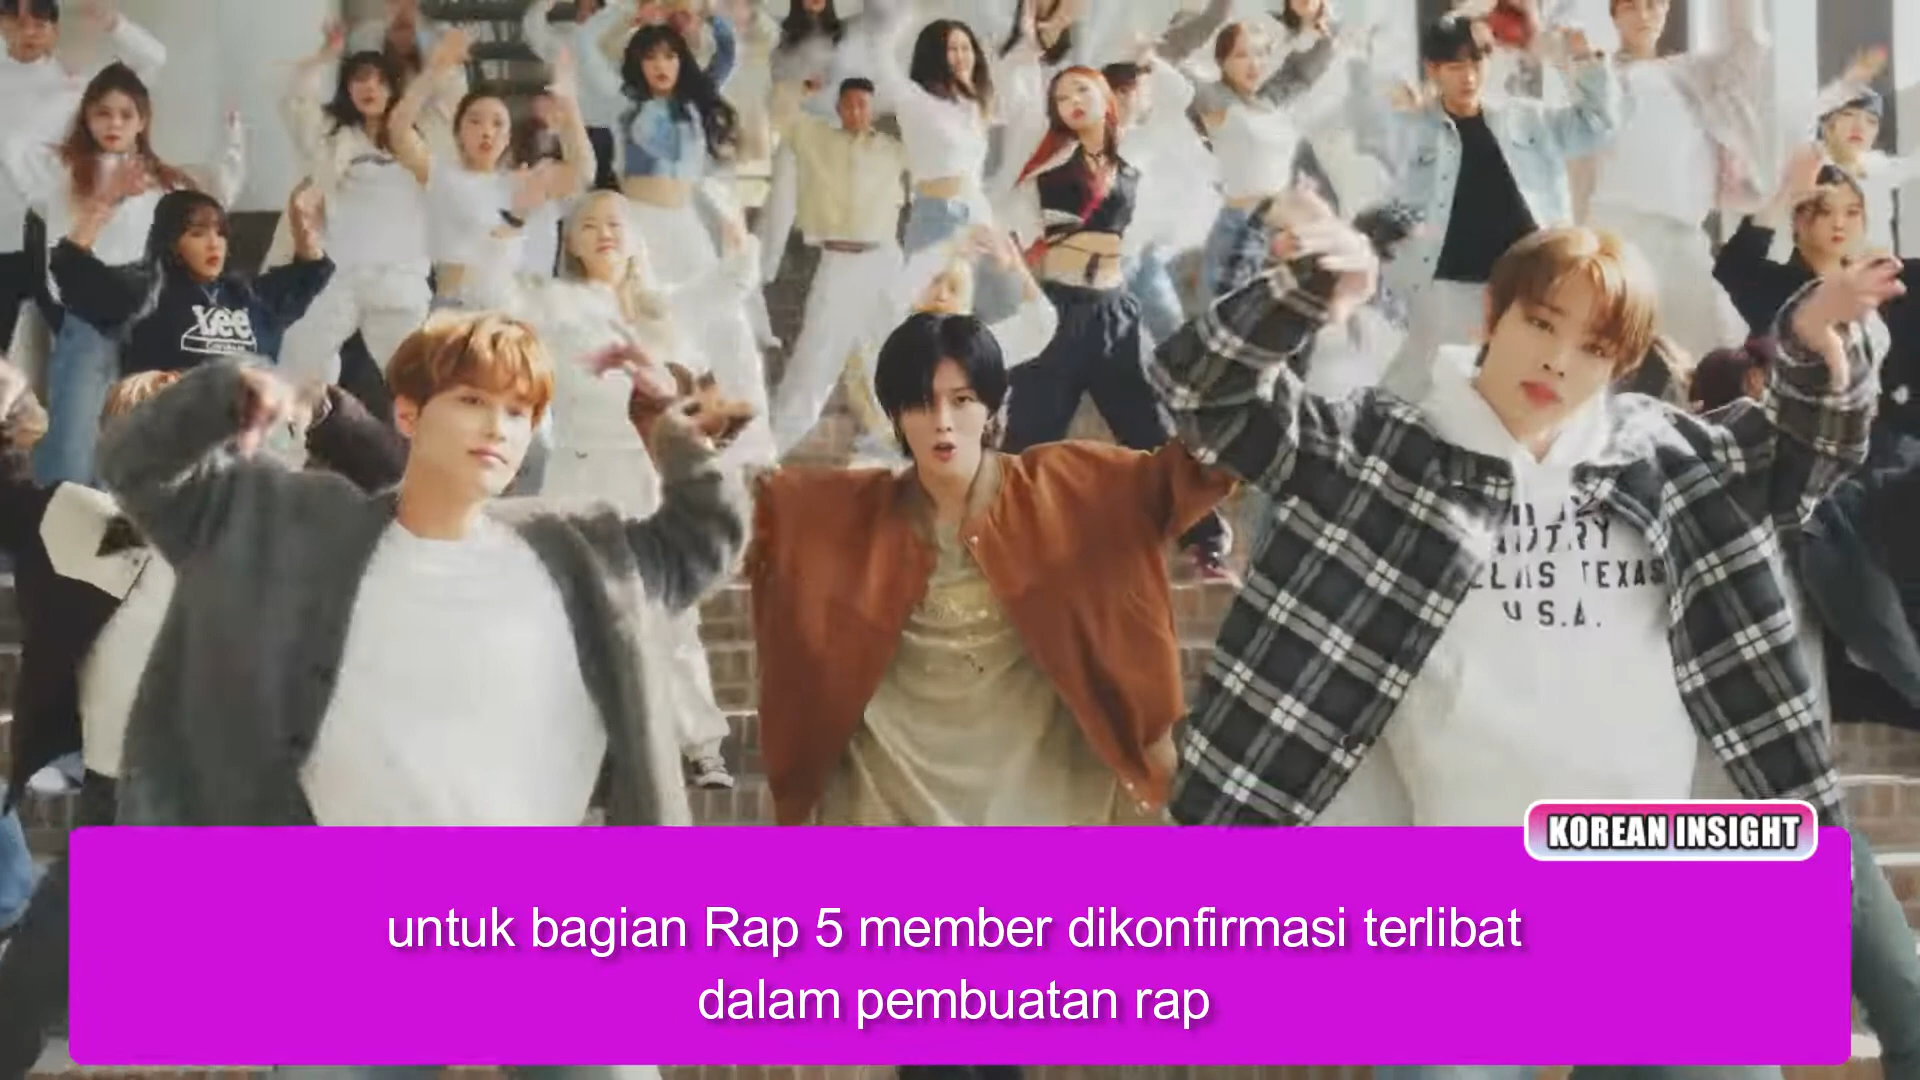 Lee
TEXAS
U.S.A.
KOREAN INSIGHT
untuk bagian Rap 5 member dikonfirmasi terlibat
dalam pembuatan rap